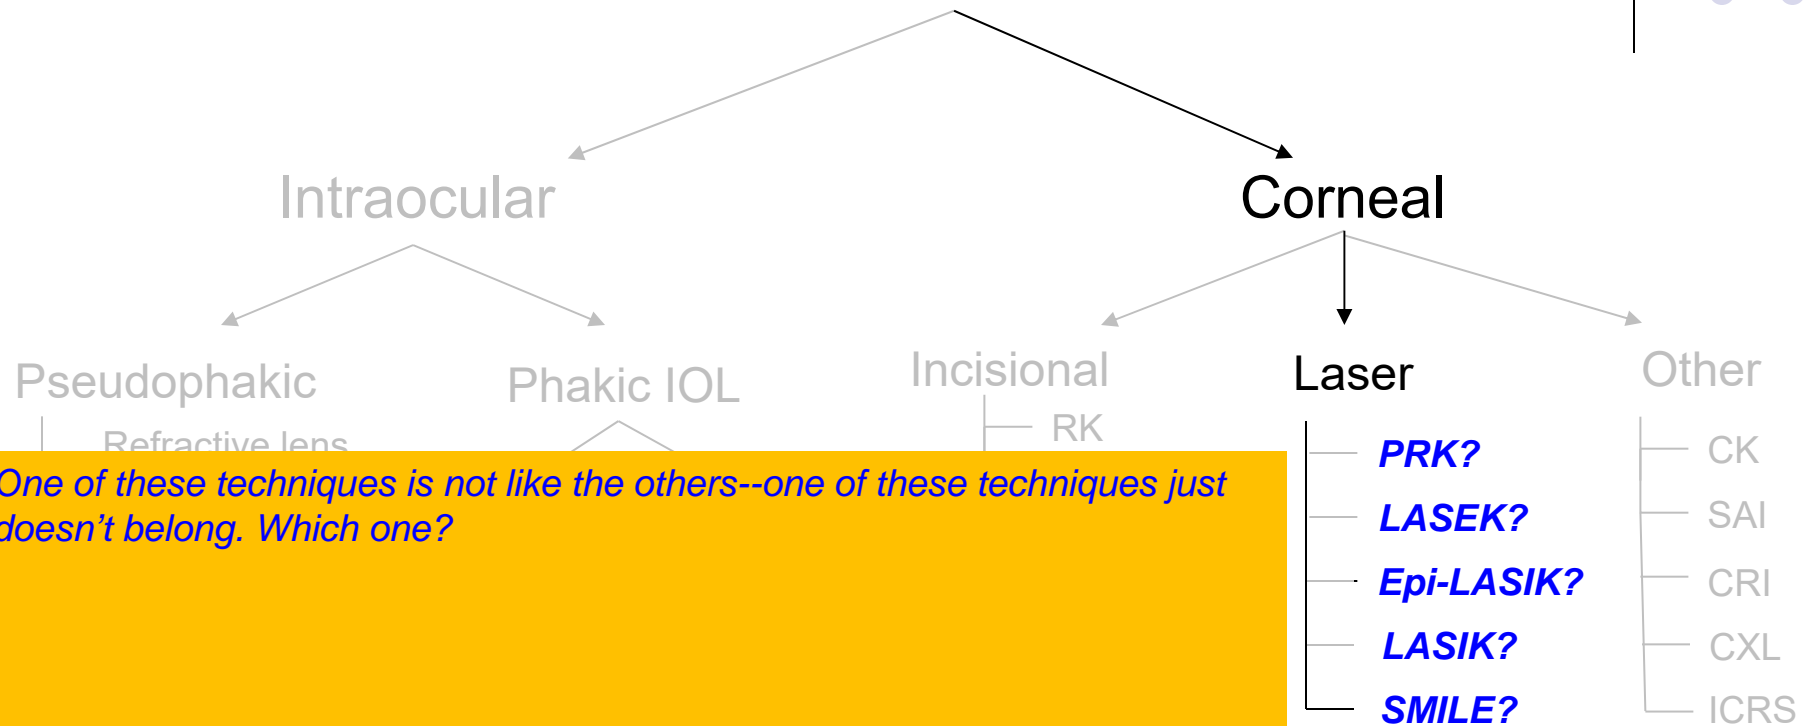 Intraocular
Corneal
Pseudophakic
Phakic IOL
Incisional
Laser
Other
Refractive lens
RK
PRK?
LASEK?
Epi-LASIK?
LASIK?
SMILE?
CK
SAI
CRI
CXL
ICRS
One of these techniques is not like the others--one of these techniques just
doesn’t belong. Which one?